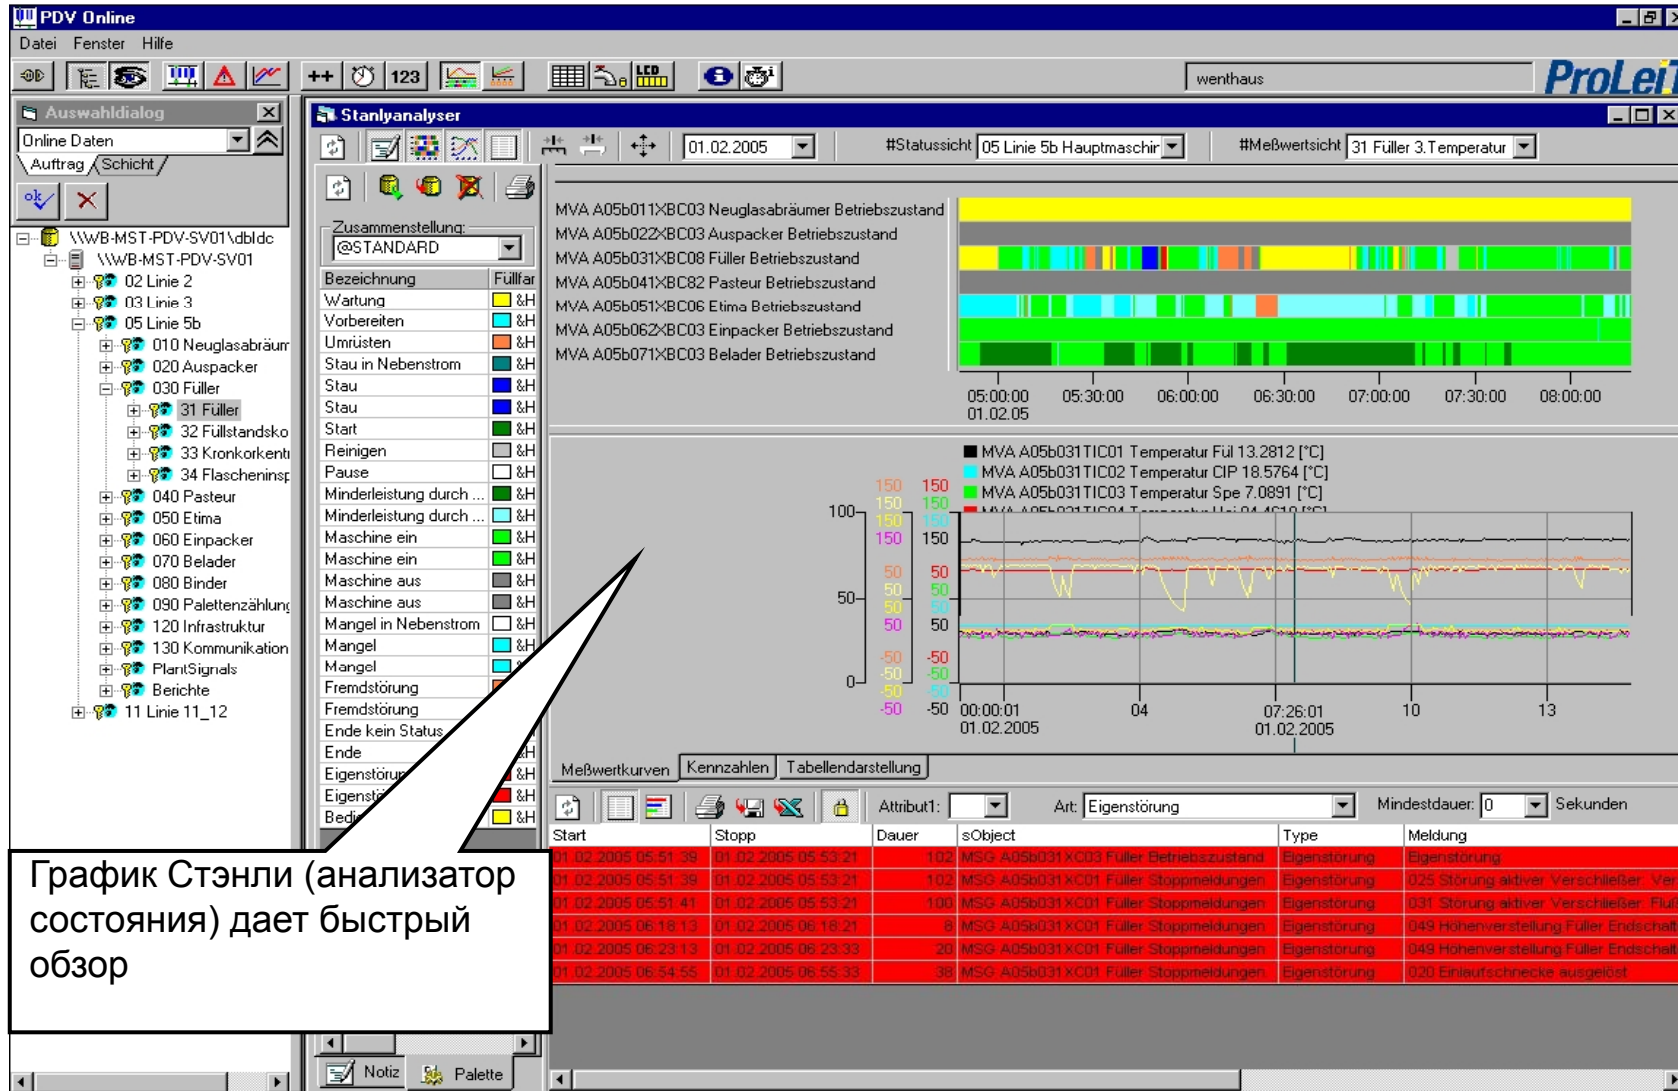 PDV Online
Datei Fenster Hilfe
++ 123 LCD
wenthaus
ProLeiT
Auswahldialog
Online Daten
Auftrag Schicht
ok
\\WB-MST-PDV-SV01\dbldc
\\WB-MST-PDV-SV01
02 Linie 2
03 Linie 3
05 Linie 5b
010 Neuglasabräum
020 Auspacker
030 Füller
31 Füller
32 Füllstandsko
33 Kronkorkent
34 Flascheninsp
040 Pasteur
050 Etima
060 Einpacker
070 Belader
080 Binder
090 Palettenzählung
120 Infrastruktur
130 Kommunikation
PlantSignals
Berichte
11 Linie 11_12
Stanlyanalyser
01.02.2005
#Statussicht 05 Linie 5b Hauptmaschir
#Meßwertsicht 31 Füller 3.Temperatur
Zusammenstellung:
@STANDARD
Bezeichnung Füllfar
Wartung &H
Vorbereiten &H
Umrüsten &H
Stau in Nebenstrom &H
Stau &H
Stau &H
Start &H
Reinigen &H
Pause &H
Minderleistung durch ... &H
Minderleistung durch ... &H
Maschine ein &H
Maschine ein &H
Maschine aus &H
Maschine aus &H
Mangel in Nebenstrom &H
Mangel &H
Mangel
Fremdstörung
Fremdstörung
Ende kein Status
Ende &H
Eigenstörun &H
Eigenstö &H
Bedie &H
MVA A05b011XBC03 Neuglasabräumer Betriebszustand
MVA A05b022XBC03 Auspacker Betriebszustand
MVA A05b031XBC08 Füller Betriebszustand
MVA A05b041XBC82 Pasteur Betriebszustand
MVA A05b051XBC06 Etima Betriebszustand
MVA A05b062XBC03 Einpacker Betriebszustand
MVA A05b071XBC03 Belader Betriebszustand
05:00:00 05:30:00 06:00:00 06:30:00 07:00:00 07:30:00 08:00:00
01.02.05
MVA A05b031TIC01 Temperatur Fül 13.2812 [°C]
MVA A05b031TIC02 Temperatur CIP 18.5764 [°C]
MVA A05b031TIC03 Temperatur Spe 7.0891 [°C]
150 150
150 150
100 150 150
150 150
50 50
50 50
50 50 50
50 50
-50 -50
-50 -50
0 -50 -50
-50 -50
00:00:01 04 07:26:01 10 13
01.02.2005 01.02.2005
Meßwertkurven Kennzahlen Tabellendarstellung
Attribut1: Art: Eigenstörung Mindestdauer: 0 Sekunden
Start Stopp Dauer sObject Type Meldung
01.02.2005 05:51:39 01.02.2005 05:53:21 102 MSG A05b031XC03 Füller Betriebszustand Eigenstörung Eigenstörung
01.02.2005 05:51:39 01.02.2005 05:53:21 102 MSG A05b031XC01 Füller Stoppmeldungen Eigenstörung 025 Störung aktiver Verschließer: Ver
01.02.2005 05:51:41 01.02.2005 05:53:21 100 MSG A05b031XC01 Füller Stoppmeldungen Eigenstörung 031 Störung aktiver Verschließer: Fluß
01.02.2005 06:18:13 01.02.2005 06:18:21 8 MSG A05b031XC01 Füller Stoppmeldungen Eigenstörung 049 Höhenverstellung Füller Endschalt
01.02.2005 06:23:13 01.02.2005 06:23:33 20 MSG A05b031XC01 Füller Stoppmeldungen Eigenstörung 049 Höhenverstellung Füller Endschalt
01.02.2005 06:54:55 01.02.2005 06:55:33 38 MSG A05b031XC01 Füller Stoppmeldungen Eigenstörung 020 Einlaufschnecke ausgelöst
График Стэнли (анализатор
состояния) дает быстрый
обзор
Notiz Palette